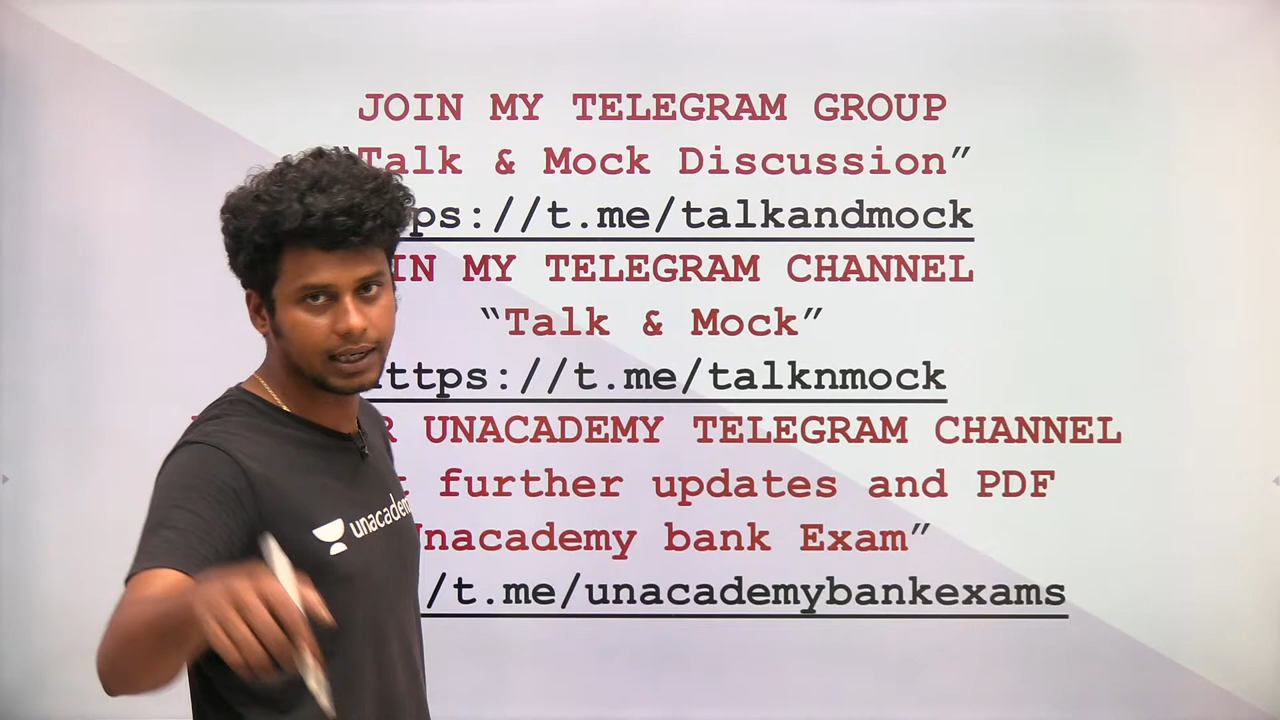 JOIN MY TELEGRAM GROUP
“Talk & Mock Discussion”
ps://t.me/talkandmock
IN MY TELEGRAM CHANNEL
“Talk & Mock”
ttps://t.me/talknmock
R UNACADEMY TELEGRAM CHANNEL
further updates and PDF
nacademy bank Exam”
/t.me/unacademybankexams
unacadem